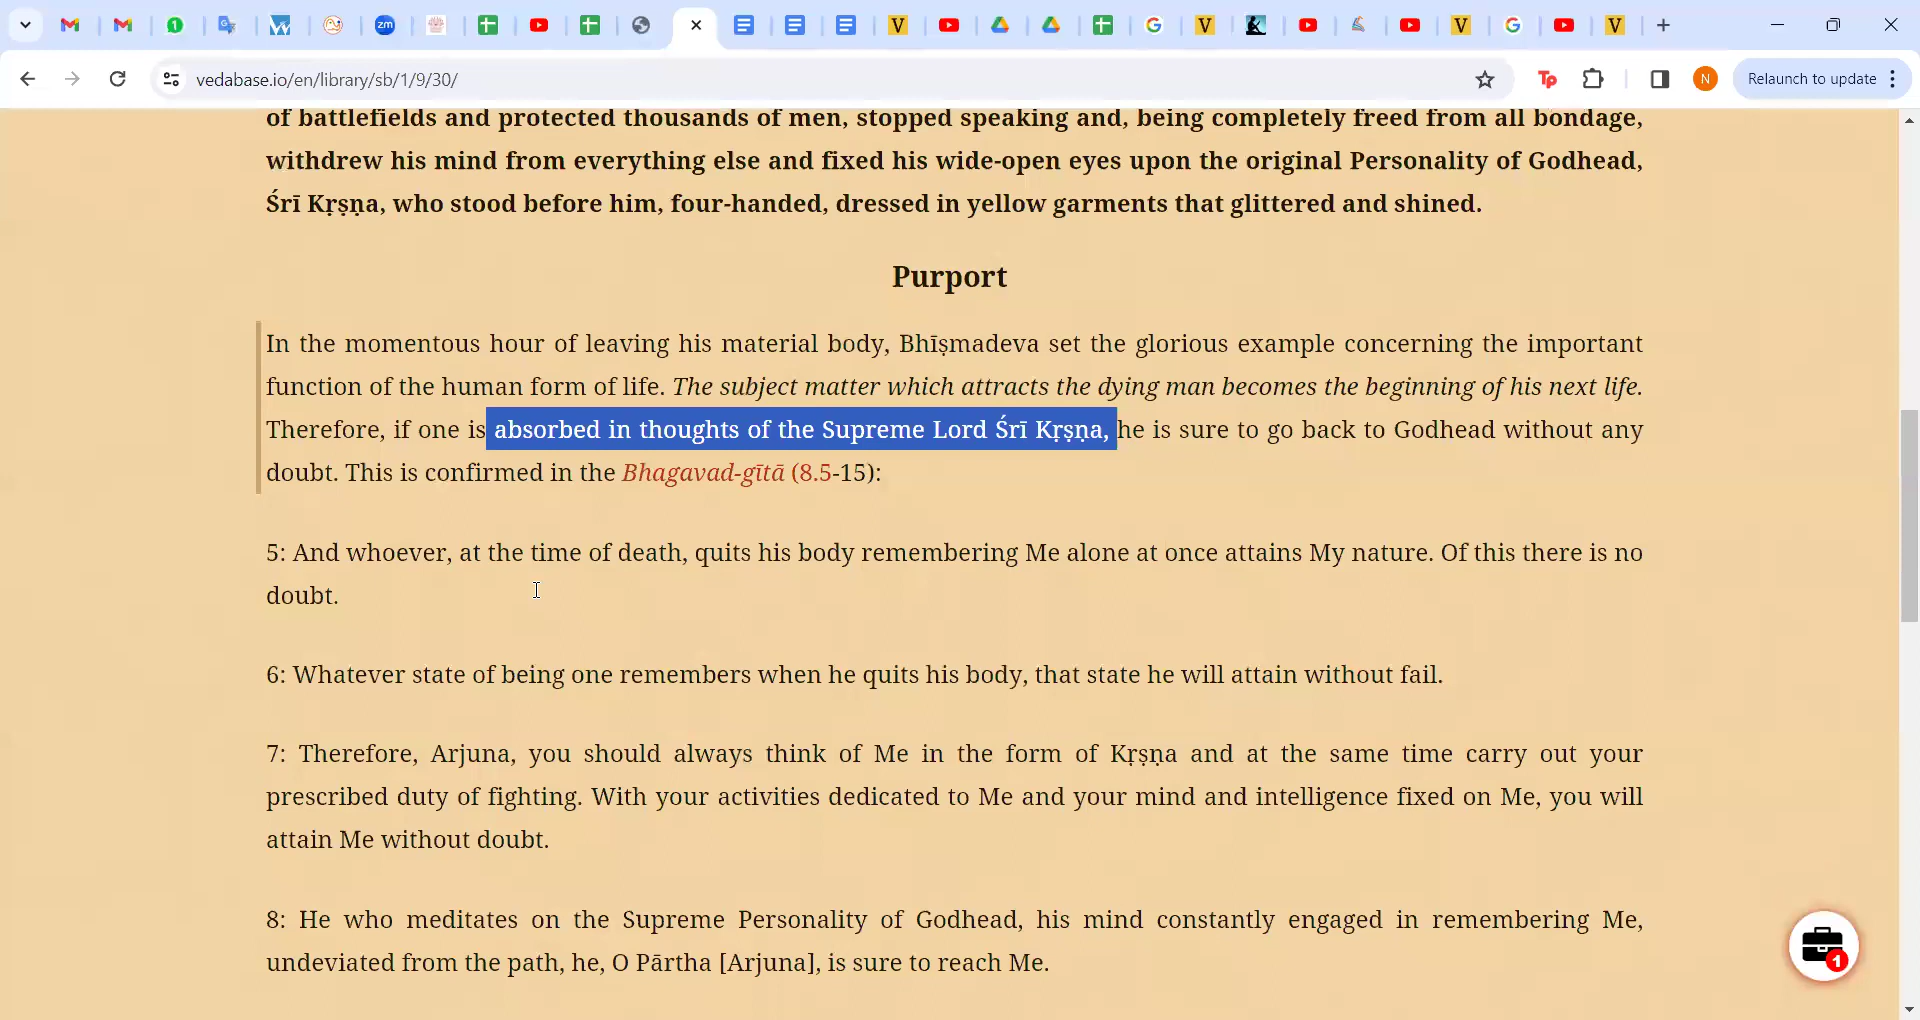 1
zm
V
V
V
V
vedabase.io/en/library/sb/1/9/30/
Tp
N
Relaunch to update
of battlefields and protected thousands of men, stopped speaking and, being completely freed from all bondage,
withdrew his mind from everything else and fixed his wide-open eyes upon the original Personality of Godhead,
Śrī Kṛṣṇa, who stood before him, four-handed, dressed in yellow garments that glittered and shined.
Purport
In the momentous hour of leaving his material body, Bhīṣmadeva set the glorious example concerning the important
function of the human form of life. The subject matter which attracts the dying man becomes the beginning of his next life.
Therefore, if one is absorbed in thoughts of the Supreme Lord Śrī Kṛṣṇa, he is sure to go back to Godhead without any
doubt. This is confirmed in the Bhagavad-gītā (8.5-15):
5: And whoever, at the time of death, quits his body remembering Me alone at once attains My nature. Of this there is no
doubt.
6: Whatever state of being one remembers when he quits his body, that state he will attain without fail.
7: Therefore, Arjuna, you should always think of Me in the form of Kṛṣṇa and at the same time carry out your
prescribed duty of fighting. With your activities dedicated to Me and your mind and intelligence fixed on Me, you will
attain Me without doubt.
8: He who meditates on the Supreme Personality of Godhead, his mind constantly engaged in remembering Me,
undeviated from the path, he, O Pārtha [Arjuna], is sure to reach Me.
1